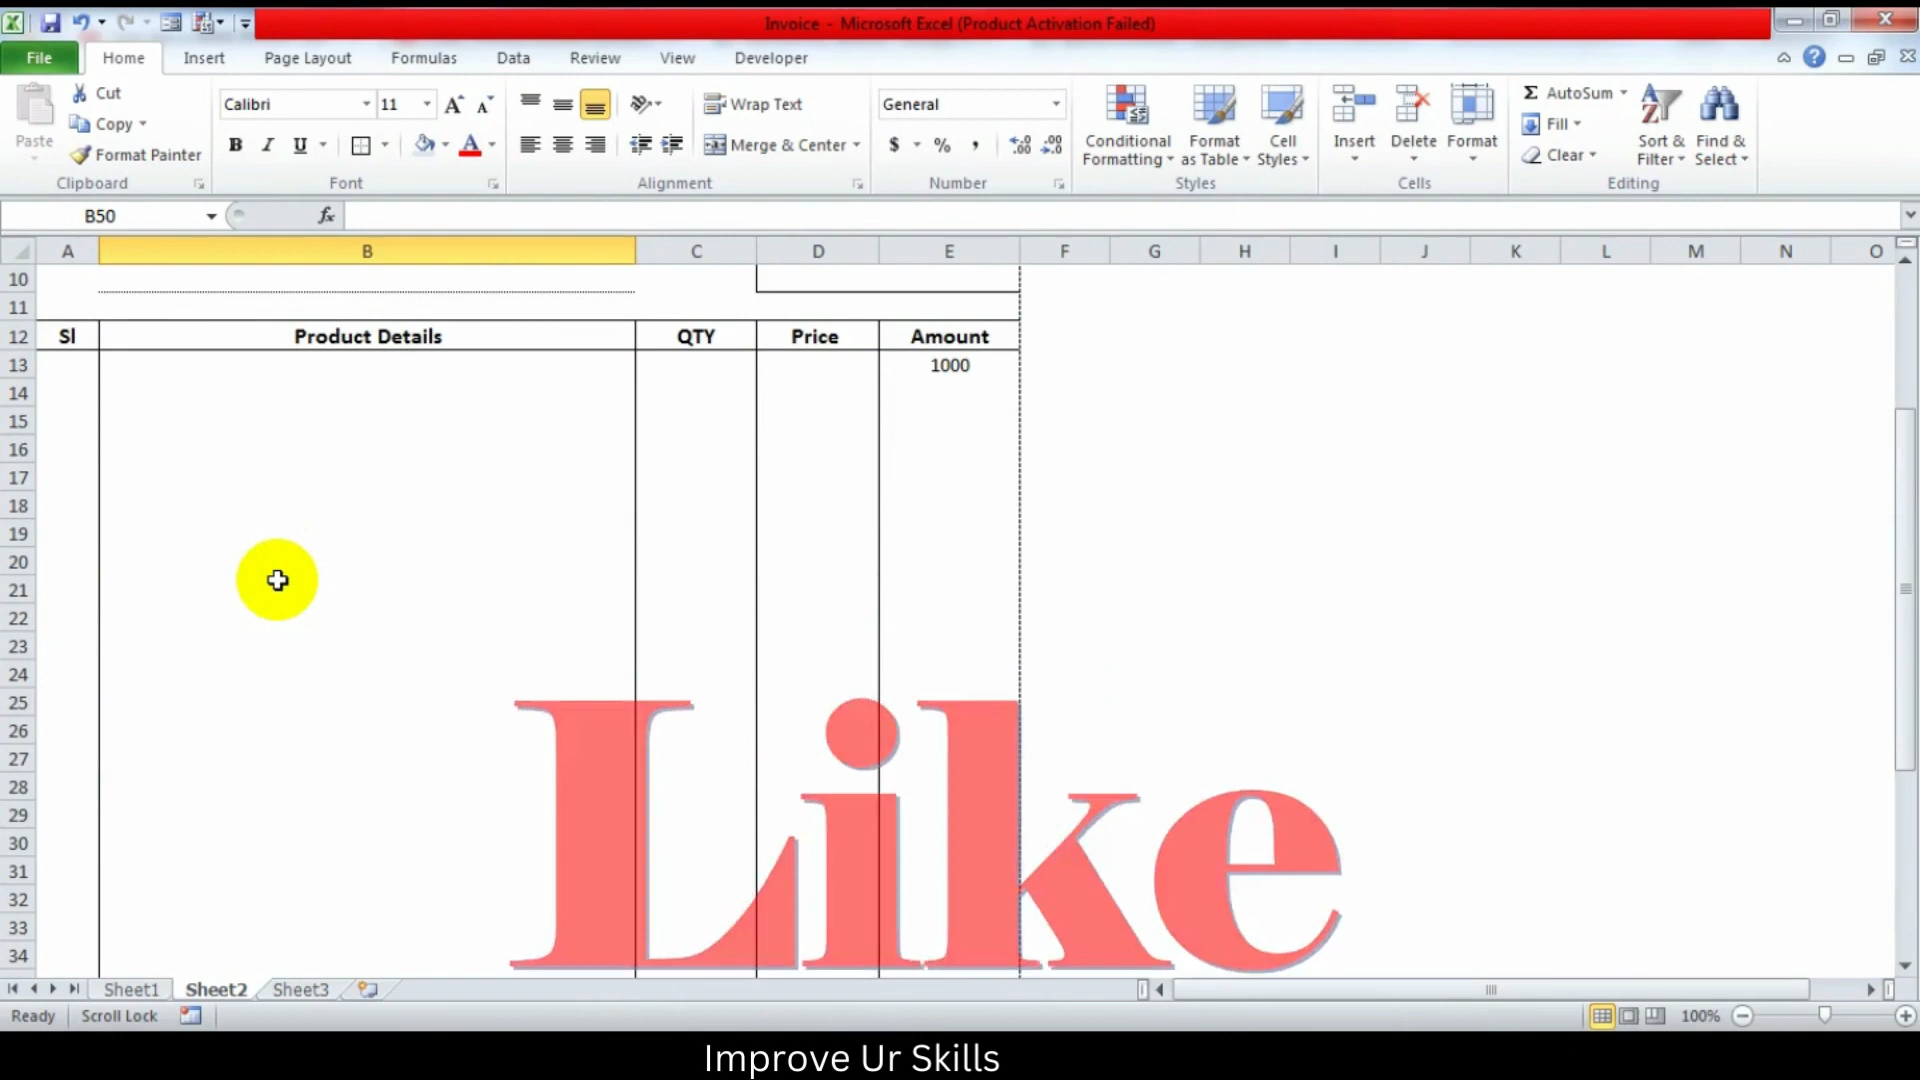 Invoice - Microsoft Excel (Product Activation Failed)
File Home Insert Page Layout Formulas Data Review View Developer
Paste Cut Copy Format Painter
Clipboard
Calibri 11 A A
B I U A
Font
Wrap Text
Merge & Center
Alignment
General
$ % , .0 .00 .00 .0
Number
Conditional Formatting Format as Table Cell Styles
Styles
Insert Delete Format
Cells
Σ AutoSum Fill Clear
Sort & Filter Find & Select
Editing
B50 fx
A B C D E F G H I J K L M N O
10
11
12 Sl Product Details QTY Price Amount
13 1000
14
15
16
17
18
19
20
21
22
23
24
25
26
27
28
29
30
31
32
33
34
Like
Sheet1 Sheet2 Sheet3
Ready Scroll Lock 100%
Improve Ur Skills